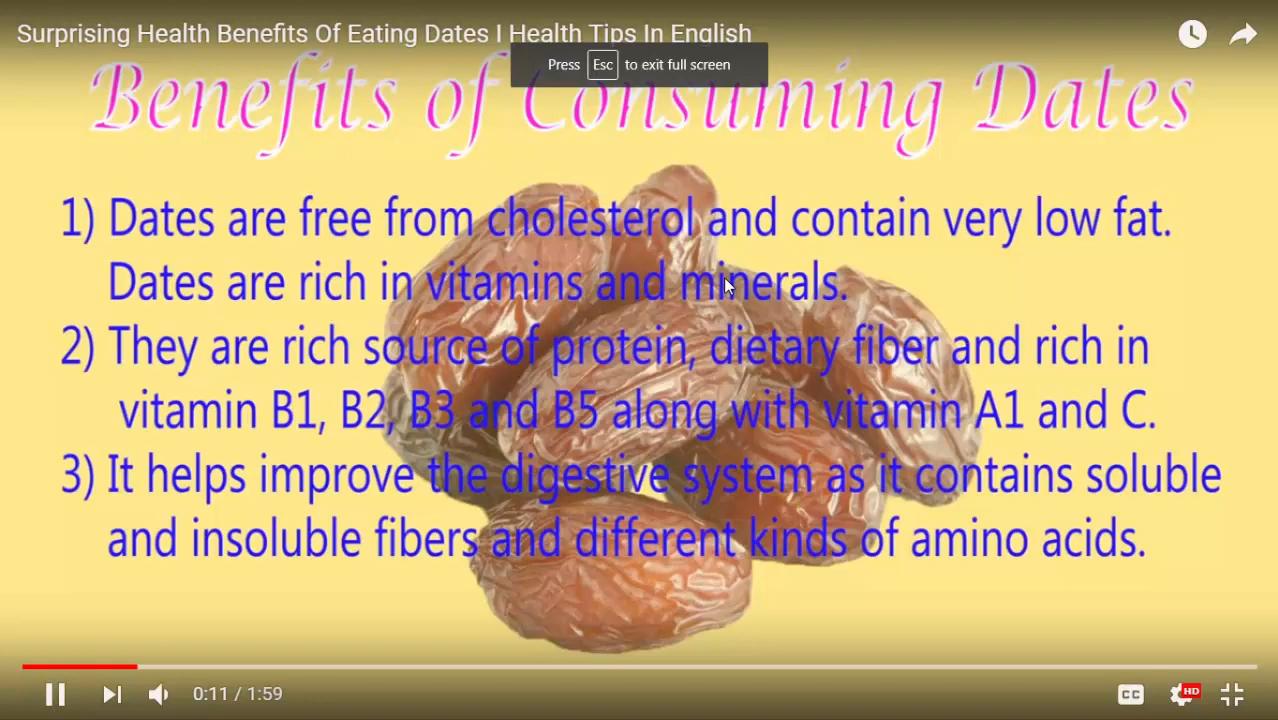 Surprising Health Benefits Of Eating Dates I Health Tips In English
Press Esc to exit full screen
Benefits of Consuming Dates
1) Dates are free from cholesterol and contain very low fat.
Dates are rich in vitamins and minerals.
2) They are rich source of protein, dietary fiber and rich in
vitamin B1, B2, B3 and B5 along with vitamin A1 and C.
3) It helps improve the digestive system as it contains soluble
and insoluble fibers and different kinds of amino acids.
0:11 / 1:59
CC
HD